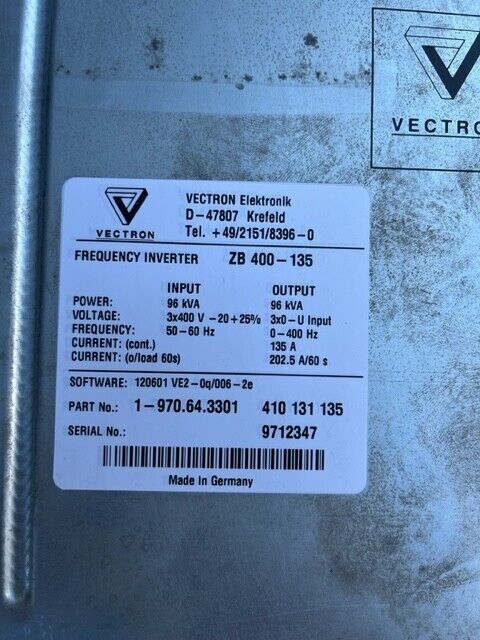 VECTRO
VECTRON
VECTRON Elektronik
D-47807 Krefeld
Tel. +49/2151/8396-0
FREQUENCY INVERTER ZB 400-135
INPUT OUTPUT
POWER: 96 kVA 96 kVA
VOLTAGE: 3x400 V -20+25% 3x0-U Input
FREQUENCY: 50-60 Hz 0-400 Hz
CURRENT: (cont.) 135 A
CURRENT: (o/load 60s) 202.5 A/60 s
SOFTWARE: 120601 VE2-0q/006-2e
PART No.: 1-970.64.3301 410 131 135
SERIAL No.: 9712347
Made in Germany